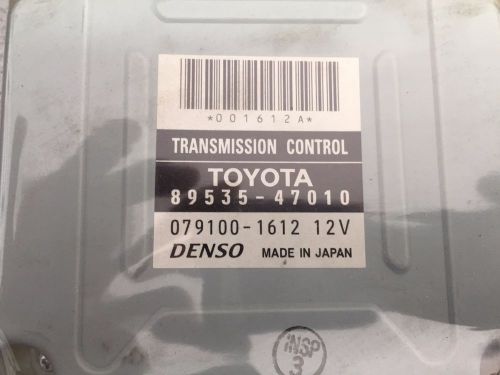 *001612A*
TRANSMISSION CONTROL
TOYOTA
89535-47010
079100-1612 12V
DENSO MADE IN JAPAN
INSP
3